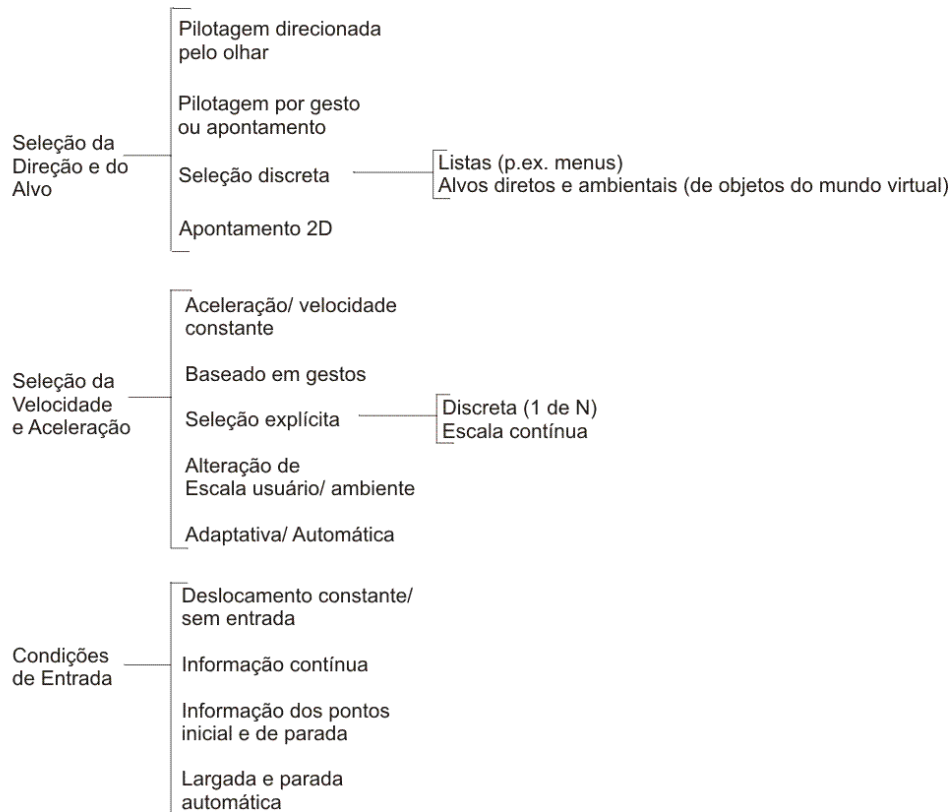 Pilotagem direcionada
pelo olhar
Pilotagem por gesto
ou apontamento
Seleção da
Direção e do
Alvo
Seleção discreta
Listas (p.ex. menus)
Alvos diretos e ambientais (de objetos do mundo virtual)
Apontamento 2D
Aceleração/ velocidade
constante
Baseado em gestos
Seleção da
Velocidade
e Aceleração
Seleção explícita
Discreta (1 de N)
Escala contínua
Alteração de
Escala usuário/ ambiente
Adaptativa/ Automática
Deslocamento constante/
sem entrada
Condições
de Entrada
Informação contínua
Informação dos pontos
inicial e de parada
Largada e parada
automática